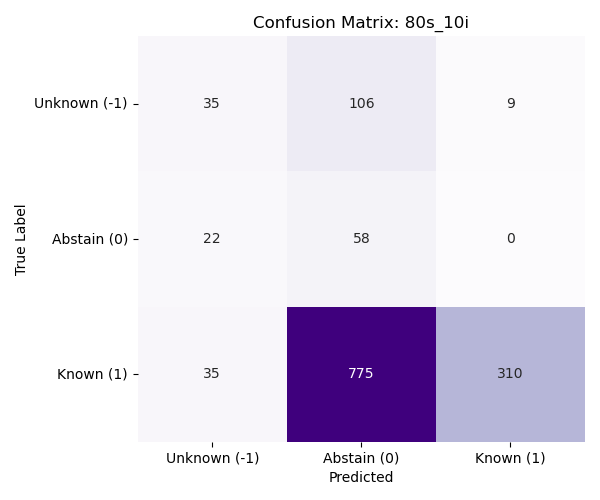 Confusion Matrix: 80s_10i
True Label
Unknown (-1) 35 106 9
Abstain (0) 22 58 0
Known (1) 35 775 310
Unknown (-1) Abstain (0) Known (1)
Predicted